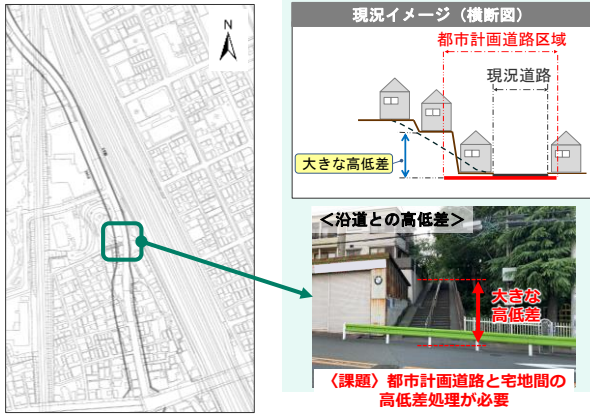 N
現況イメージ（横断図）
都市計画道路区域
現況道路
大きな高低差
＜沿道との高低差＞
大きな
高低差
〈課題〉都市計画道路と宅地間の
高低差処理が必要